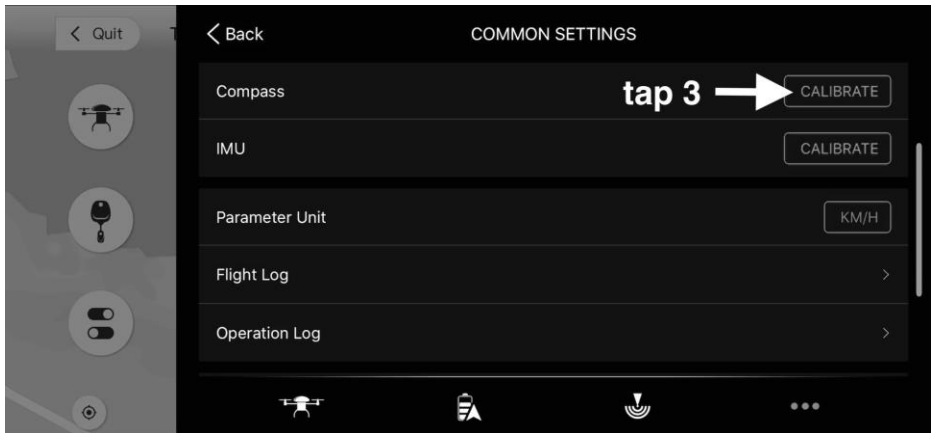 Quit
T
Back
COMMON SETTINGS
Compass
tap 3
CALIBRATE
IMU
CALIBRATE
Parameter Unit
KM/H
Flight Log
Operation Log